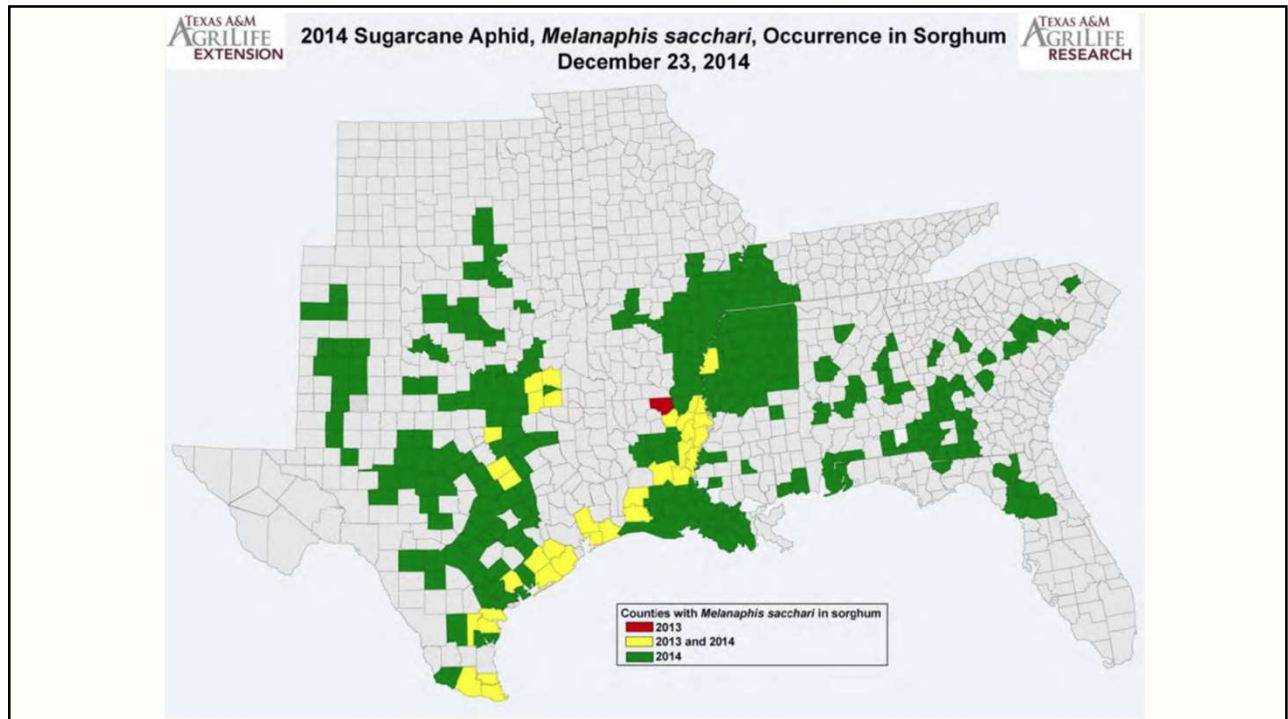 TEXAS A&M
AGRILIFE
EXTENSION
2014 Sugarcane Aphid, Melanaphis sacchari, Occurrence in Sorghum
December 23, 2014
TEXAS A&M
AGRILIFE
RESEARCH
Counties with Melanaphis sacchari in sorghum
2013
2013 and 2014
2014